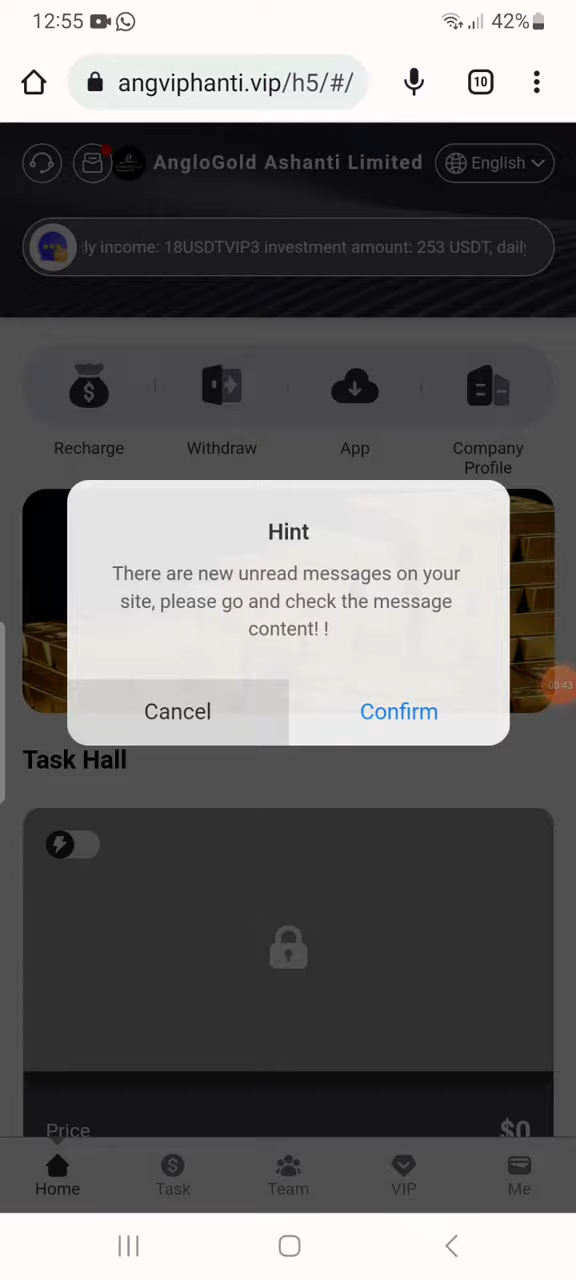 12:55
42%
angviphanti.vip/h5/#/
10
AngloGold Ashanti Limited
English
ly income: 18USDTVIP3 investment amount: 253 USDT, daily
Recharge
Withdraw
App
Company
Profile
Hint
There are new unread messages on your
site, please go and check the message
content! !
Cancel
Confirm
00:43
Task Hall
Price
$0
Home
Task
Team
VIP
Me